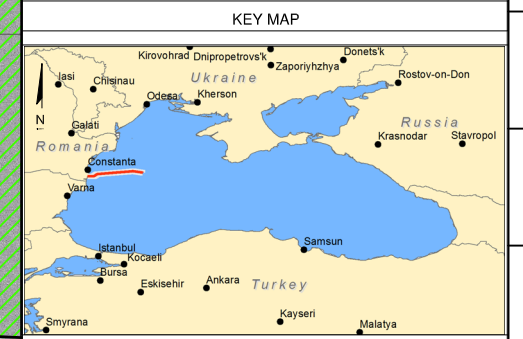 KEY MAP
Kirovohrad
Dnipropetrovs'k
Donets'k
Zaporiyhzhya
Iasi
Chisinau
Ukraine
Rostov-on-Don
Odesa
Kherson
N
Galati
Russia
Krasnodar
Stavropol
Romania
Constanta
Varna
Istanbul
Kocaeli
Samsun
Bursa
Eskisehir
Ankara
Turkey
Smyrana
Kayseri
Malatya